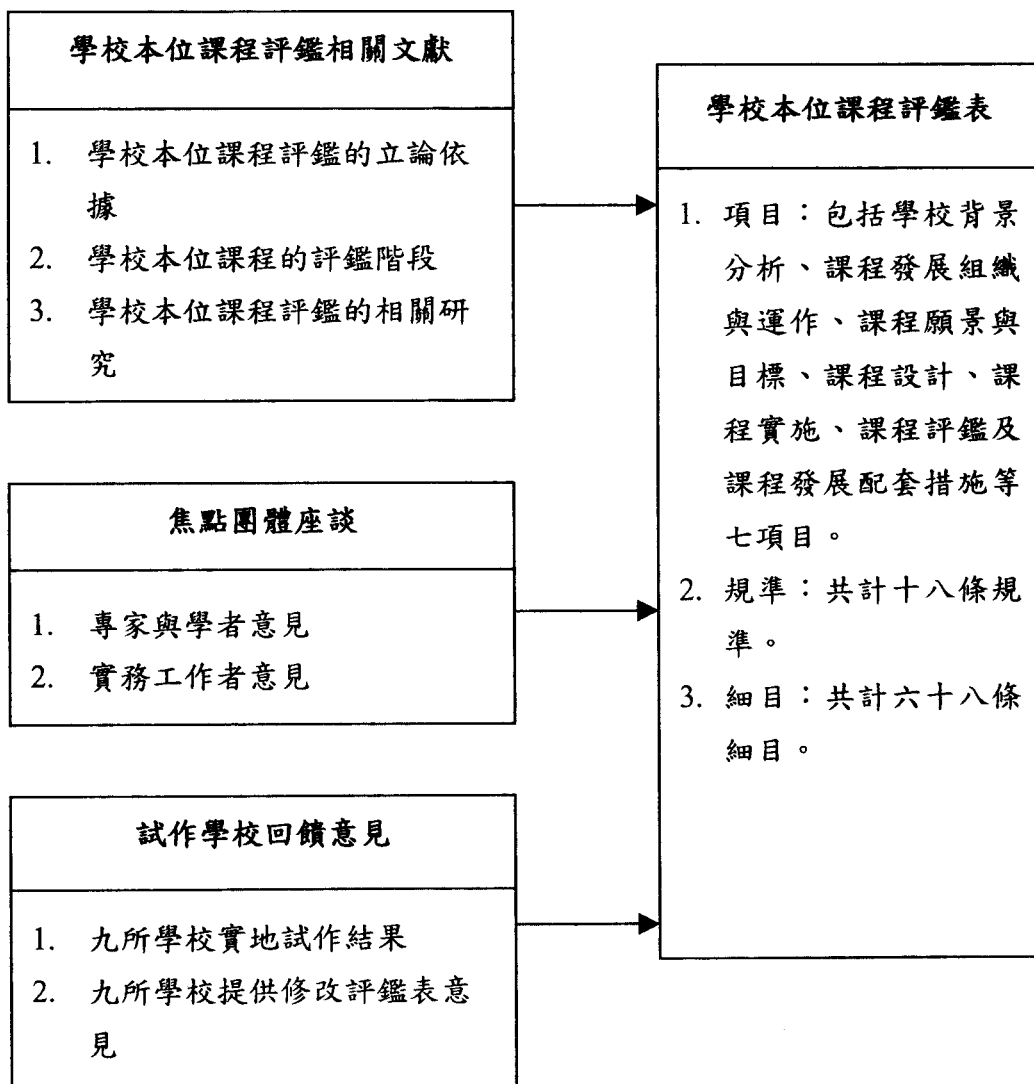 學校本位課程評鑑相關文獻
1. 學校本位課程評鑑的立論依
據
2. 學校本位課程的評鑑階段
3. 學校本位課程評鑑的相關研
究
焦點團體座談
1. 專家與學者意見
2. 實務工作者意見
試作學校回饋意見
1. 九所學校實地試作結果
2. 九所學校提供修改評鑑表意
見
學校本位課程評鑑表
1. 項目：包括學校背景
分析、課程發展組織
與運作、課程願景與
目標、課程設計、課
程實施、課程評鑑及
課程發展配套措施等
七項目。
2. 規準：共計十八條規
準。
3. 細目：共計六十八條
細目。